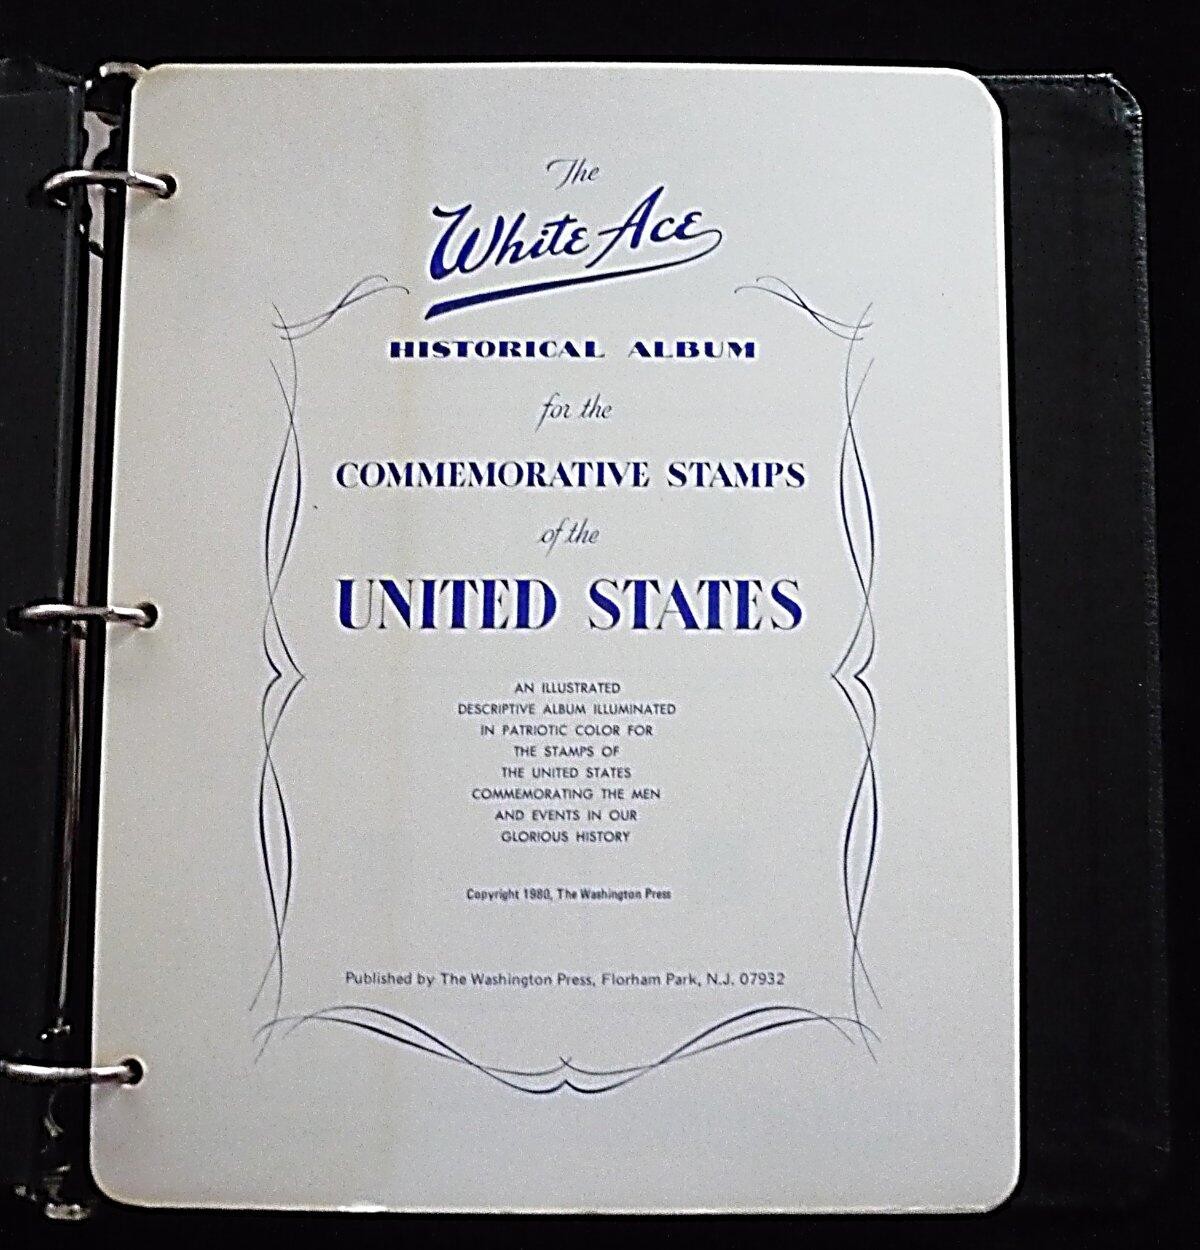 The
White Ace
HISTORICAL ALBUM
for the
COMMEMORATIVE STAMPS
of the
UNITED STATES
AN ILLUSTRATED
DESCRIPTIVE ALBUM ILLUMINATED
IN PATRIOTIC COLOR FOR
THE STAMPS OF
THE UNITED STATES
COMMEMORATING THE MEN
AND EVENTS IN OUR
GLORIOUS HISTORY
Copyright 1980, The Washington Press
Published by The Washington Press, Florham Park, N.J. 07932